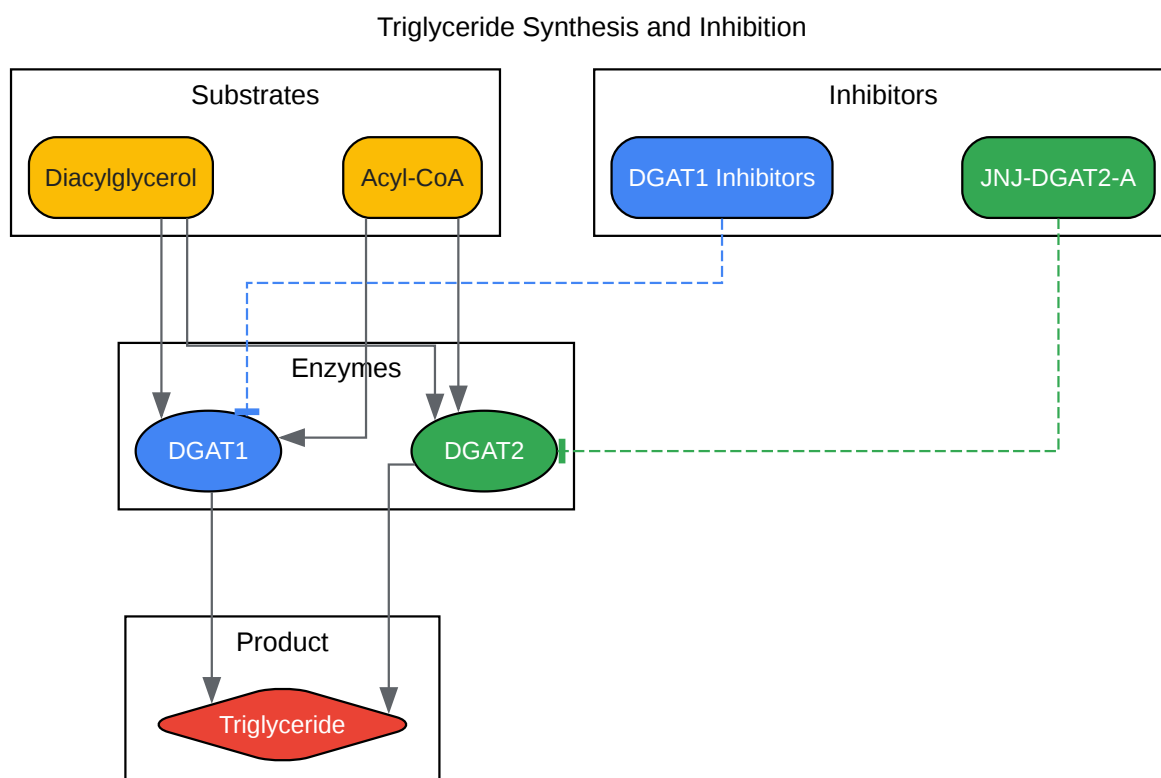 Triglyceride Synthesis and Inhibition
Substrates
Inhibitors
Diacylglycerol
Acyl-CoA
DGAT1 Inhibitors
JNJ-DGAT2-A
Enzymes
DGAT1
DGAT2
Product
Triglyceride